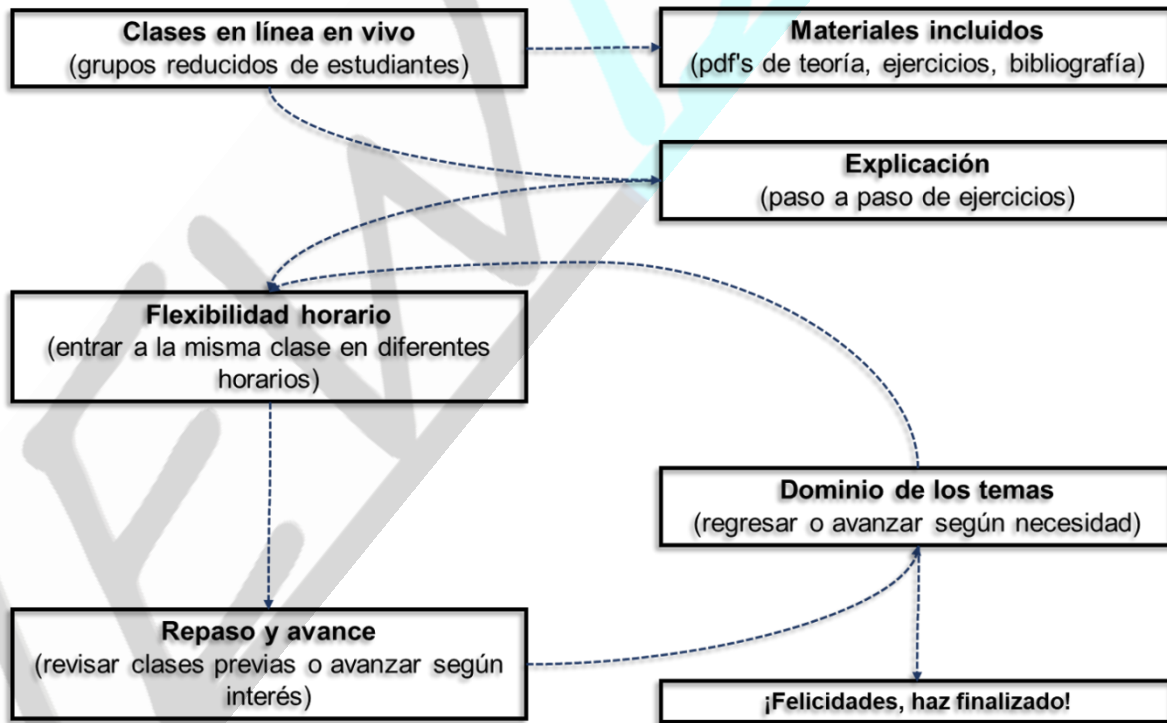 Clases en línea en vivo
(grupos reducidos de estudiantes)
Materiales incluidos
(pdf's de teoría, ejercicios, bibliografía)
Explicación
(paso a paso de ejercicios)
Flexibilidad horario
(entrar a la misma clase en diferentes
horarios)
Dominio de los temas
(regresar o avanzar según necesidad)
Repaso y avance
(revisar clases previas o avanzar según
interés)
¡Felicidades, haz finalizado!